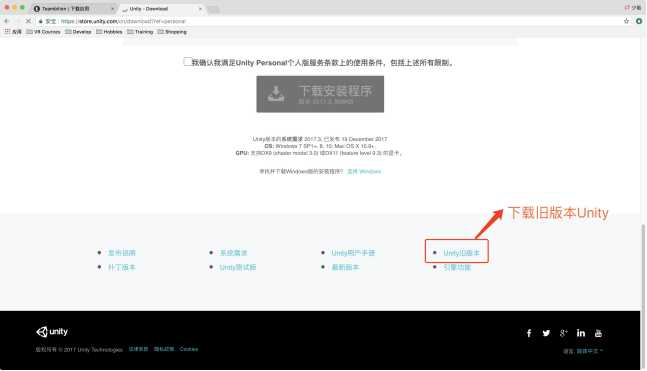 Teambition | 下载应用
Unity - Download
安全 | https://store.unity.com/cn/download?ref=personal
应用 VR Courses Develop Hobbies Training Shopping
我确认我满足Unity Personal个人版服务条款上的使用条件，包括上述所有限制。
下载安装程序
Unity版本的系统需求 2017.3, 已发布 19 December 2017
OS: Windows 7 SP1+, 8, 10; Mac OS X 10.9+
GPU: 支持DX9 (shader model 3.0) 或DX11 (feature level 9.3) 的显卡。
寻找并下载Windows版的安装程序? 选择 Windows
下载旧版本Unity
发布说明 系统需求 Unity用户手册 Unity旧版本
补丁版本 Unity测试版 最新版本 引擎功能
unity
版权所有 © 2017 Unity Technologies 法律信息 隐私政策 Cookies
语言: 简体中文